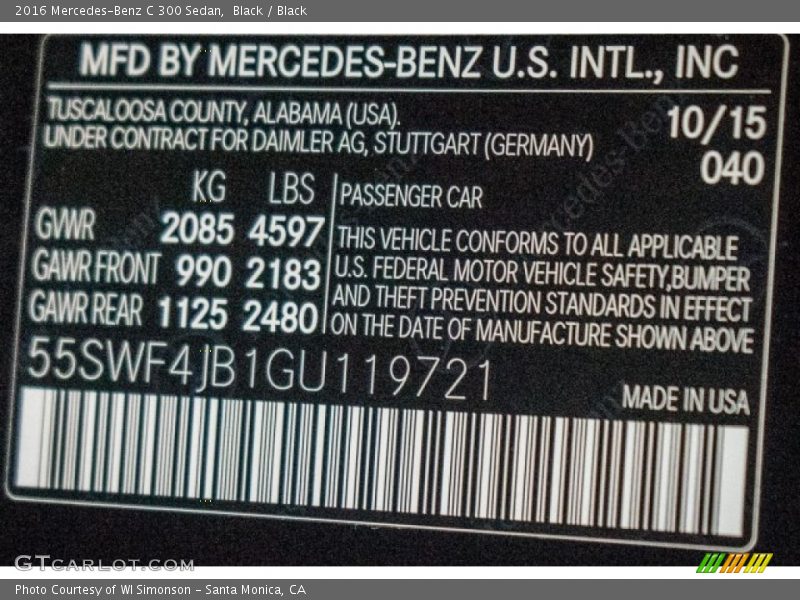 2016 Mercedes-Benz C 300 Sedan, Black / Black
MFD BY MERCEDES-BENZ U.S. INTL., INC
TUSCALOOSA COUNTY, ALABAMA (USA).
UNDER CONTRACT FOR DAIMLER AG, STUTTGART (GERMANY)
10/15
040
KG LBS
GWR 2085 4597
GAWR FRONT 990 2183
GAWR REAR 1125 2480
PASSENGER CAR
THIS VEHICLE CONFORMS TO ALL APPLICABLE
U.S. FEDERAL MOTOR VEHICLE SAFETY,BUMPER
AND THEFT PREVENTION STANDARDS IN EFFECT
ON THE DATE OF MANUFACTURE SHOWN ABOVE
55SWF4JB1GU119721
MADE IN USA
GTCARLOT.COM
Photo Courtesy of WI Simonson - Santa Monica, CA